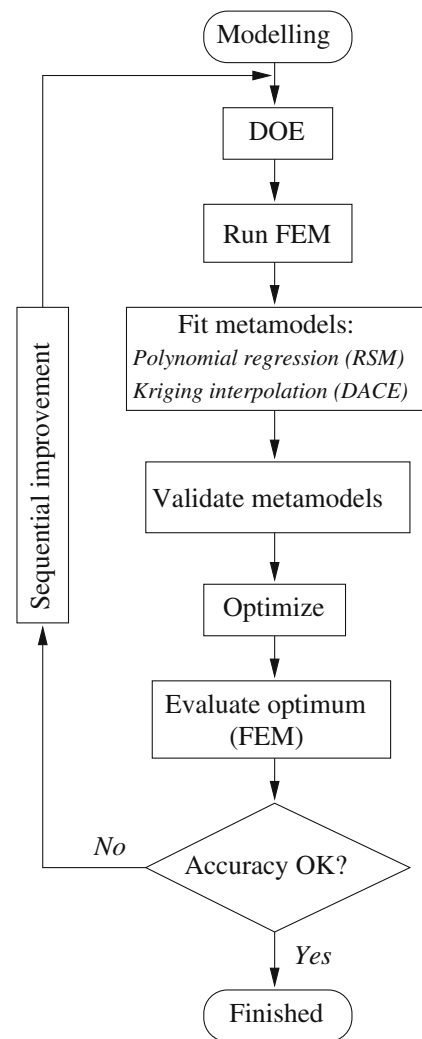 Modelling
DOE
Run FEM
Fit metamodels:
Polynomial regression (RSM)
Kriging interpolation (DACE)
Sequential improvement
Validate metamodels
Optimize
Evaluate optimum
(FEM)
No
Accuracy OK?
Yes
Finished